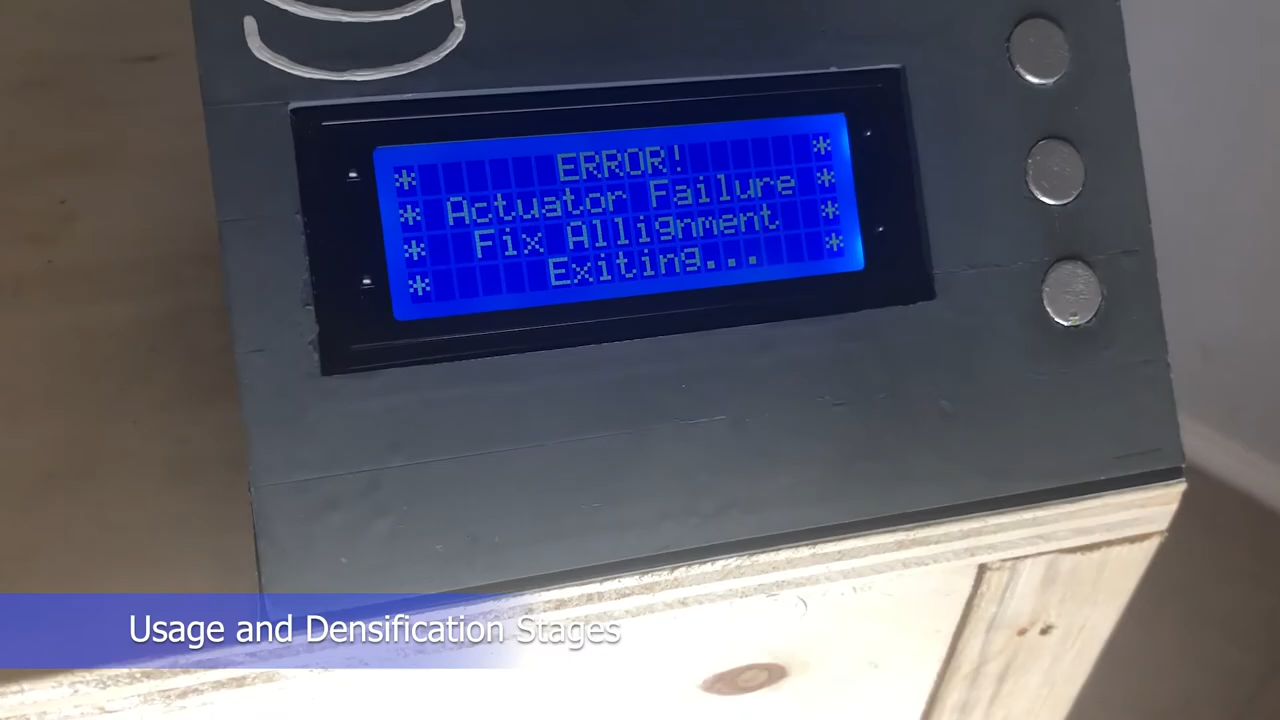 * ERROR! *
* Actuator Failure *
* Fix Allignment *
* Exiting... *
Usage and Densification Stages